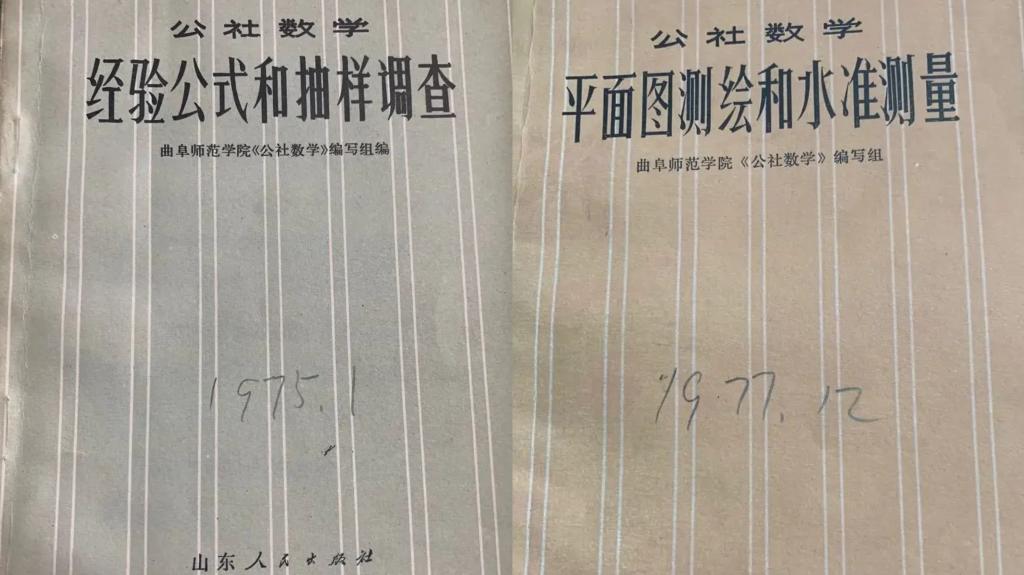 公社数学
经验公式和抽样调查
曲阜师范学院《公社数学》编写组编
1975.1
山东人民出版社
公社数学
平面图测绘和水准测量
曲阜师范学院《公社数学》编写组
1977.12